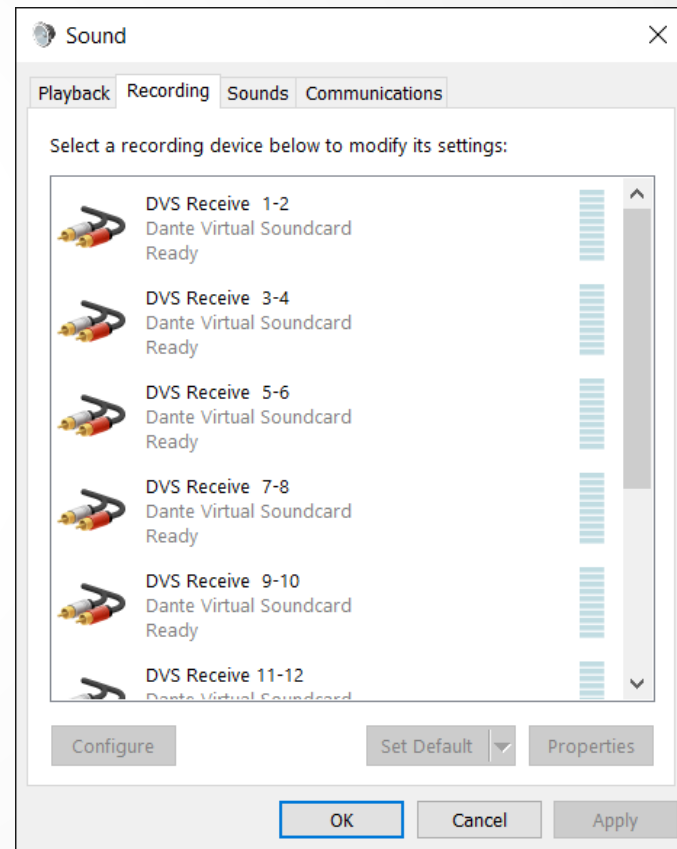 Sound
Playback Recording Sounds Communications
Select a recording device below to modify its settings:
DVS Receive 1-2
Dante Virtual Soundcard
Ready
DVS Receive 3-4
Dante Virtual Soundcard
Ready
DVS Receive 5-6
Dante Virtual Soundcard
Ready
DVS Receive 7-8
Dante Virtual Soundcard
Ready
DVS Receive 9-10
Dante Virtual Soundcard
Ready
DVS Receive 11-12
Dante Virtual Soundcard
Configure Set Default Properties
OK Cancel Apply